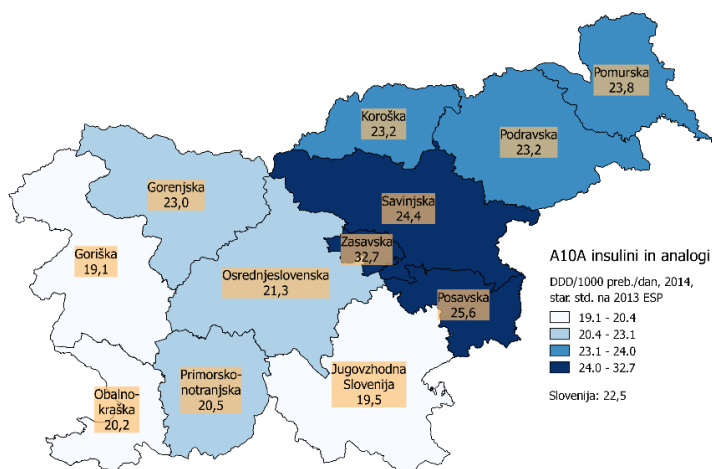 Pomurska
23,8
Koroška
23,2
Podravska
23,2
Gorenjska
23,0
Savinjska
24,4
Goriška
19,1
Zasavska
32,7
Osrednjeslovenska
21,3
Posavska
25,6
Primorsko-
notranjska
20,5
Jugovzhodna
Slovenija
19,5
Obalno-
kraška
20,2
A10A insulini in analogi
DDD/1000 preb./dan, 2014,
star. std. na 2013 ESP
19.1 - 20.4
20.4 - 23.1
23.1 - 24.0
24.0 - 32.7
Slovenija: 22,5